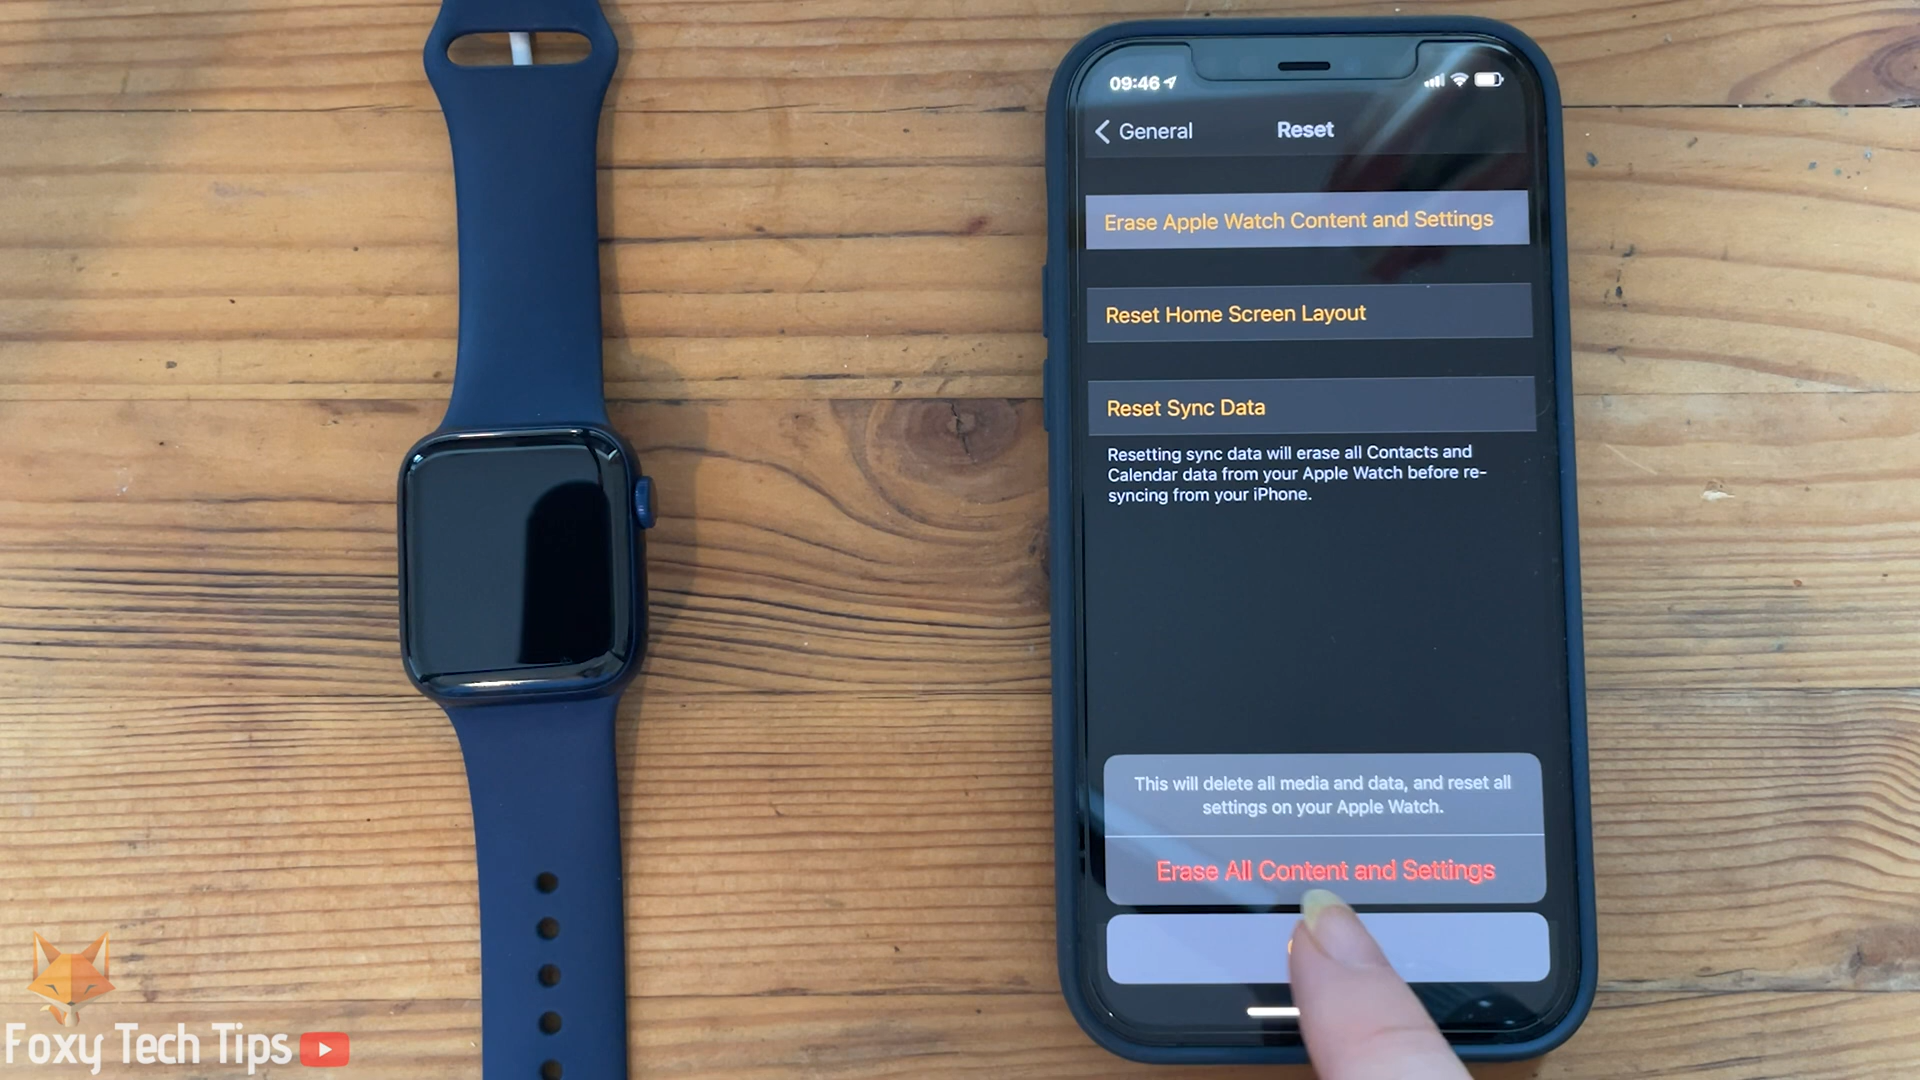 09:46
General
Reset
Erase Apple Watch Content and Settings
Reset Home Screen Layout
Reset Sync Data
Resetting sync data will erase all Contacts and
Calendar data from your Apple Watch before re-
syncing from your iPhone.
This will delete all media and data, and reset all
settings on your Apple Watch.
Erase All Content and Settings
Foxy Tech Tips